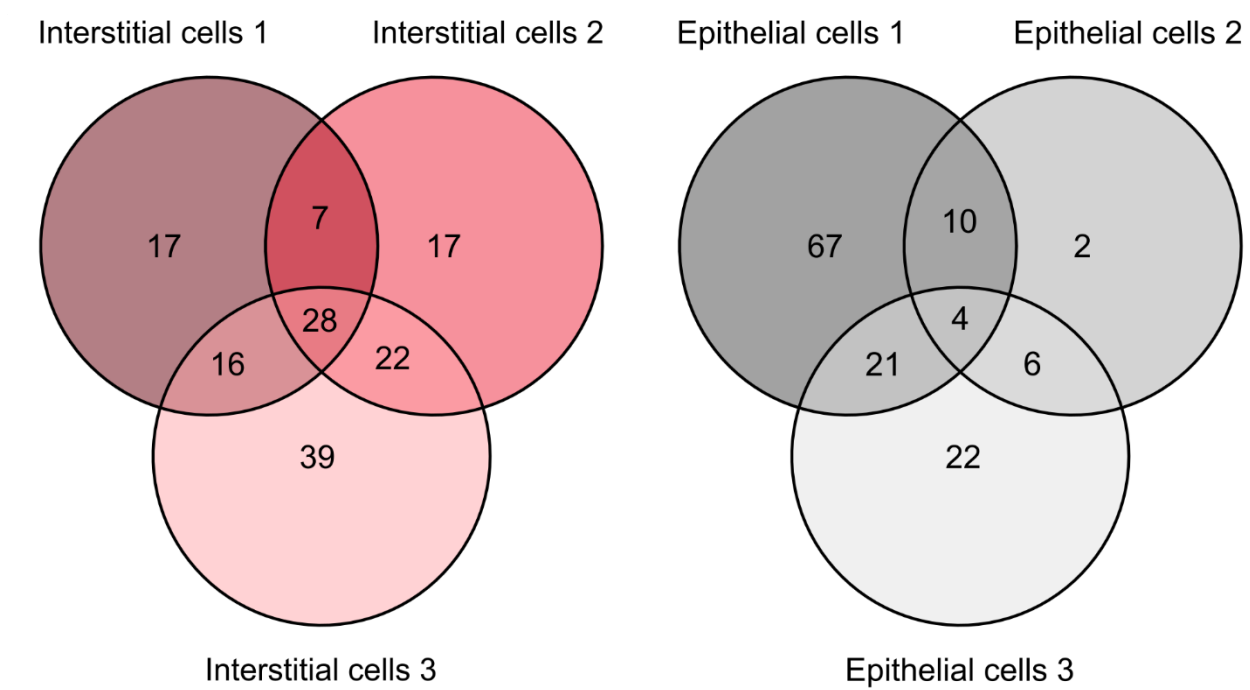 Interstitial cells 1
Interstitial cells 2
17
7
17
28
16
22
39
Interstitial cells 3
Epithelial cells 1
Epithelial cells 2
67
10
2
4
21
6
22
Epithelial cells 3